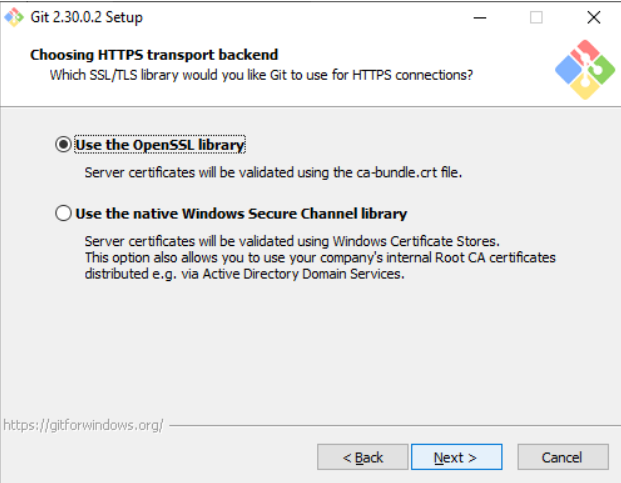 Git 2.30.0.2 Setup
Choosing HTTPS transport backend
Which SSL/TLS library would you like Git to use for HTTPS connections?
Use the OpenSSL library
Server certificates will be validated using the ca-bundle.crt file.
Use the native Windows Secure Channel library
Server certificates will be validated using Windows Certificate Stores.
This option also allows you to use your company's internal Root CA certificates
distributed e.g. via Active Directory Domain Services.
https://gitforwindows.org/
< Back Next > Cancel